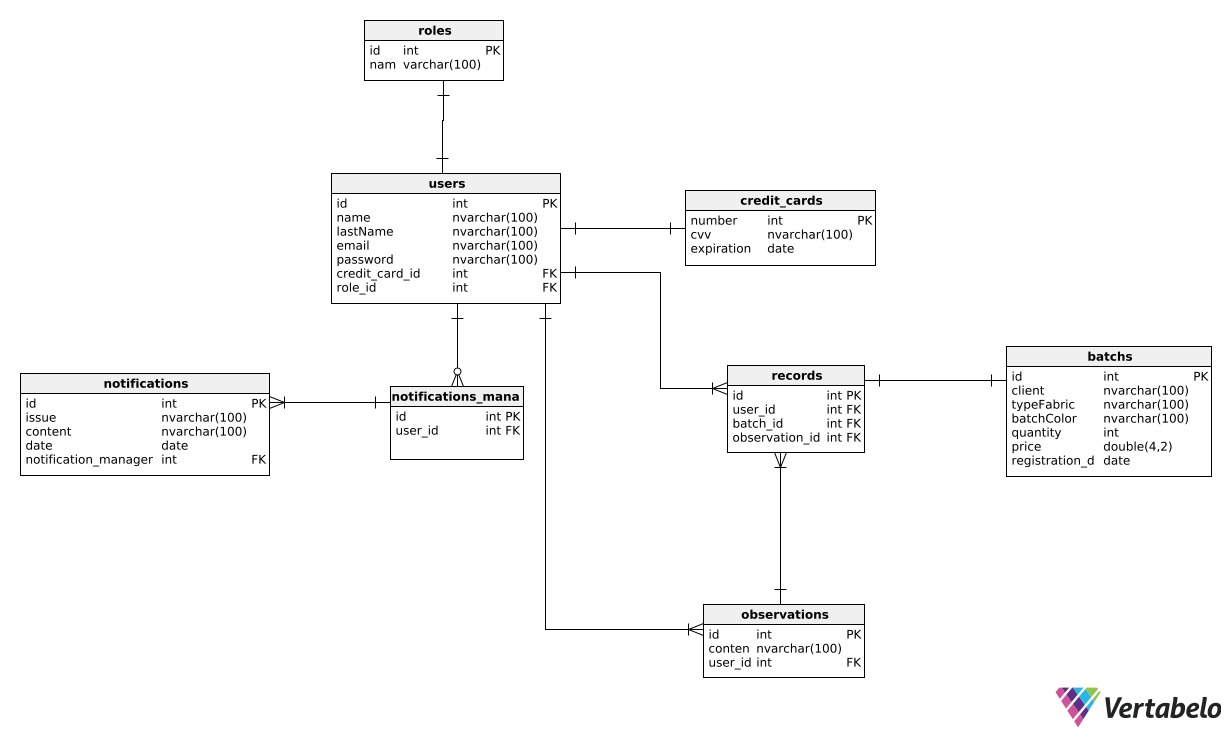 roles
id int PK
nam varchar(100)
users
id int PK
name nvarchar(100)
lastName nvarchar(100)
email nvarchar(100)
password nvarchar(100)
credit_card_id int FK
role_id int FK
credit_cards
number int PK
cvv nvarchar(100)
expiration date
notifications
id int PK
issue nvarchar(100)
content nvarchar(100)
date date
notification_manager int FK
notifications_mana
id int PK
user_id int FK
records
id int PK
user_id int FK
batch_id int FK
observation_id int FK
batchs
id int PK
client nvarchar(100)
typeFabric nvarchar(100)
batchColor nvarchar(100)
quantity int
price double(4,2)
registration_d date
observations
id int PK
conten nvarchar(100)
user_id int FK
Vertabelo